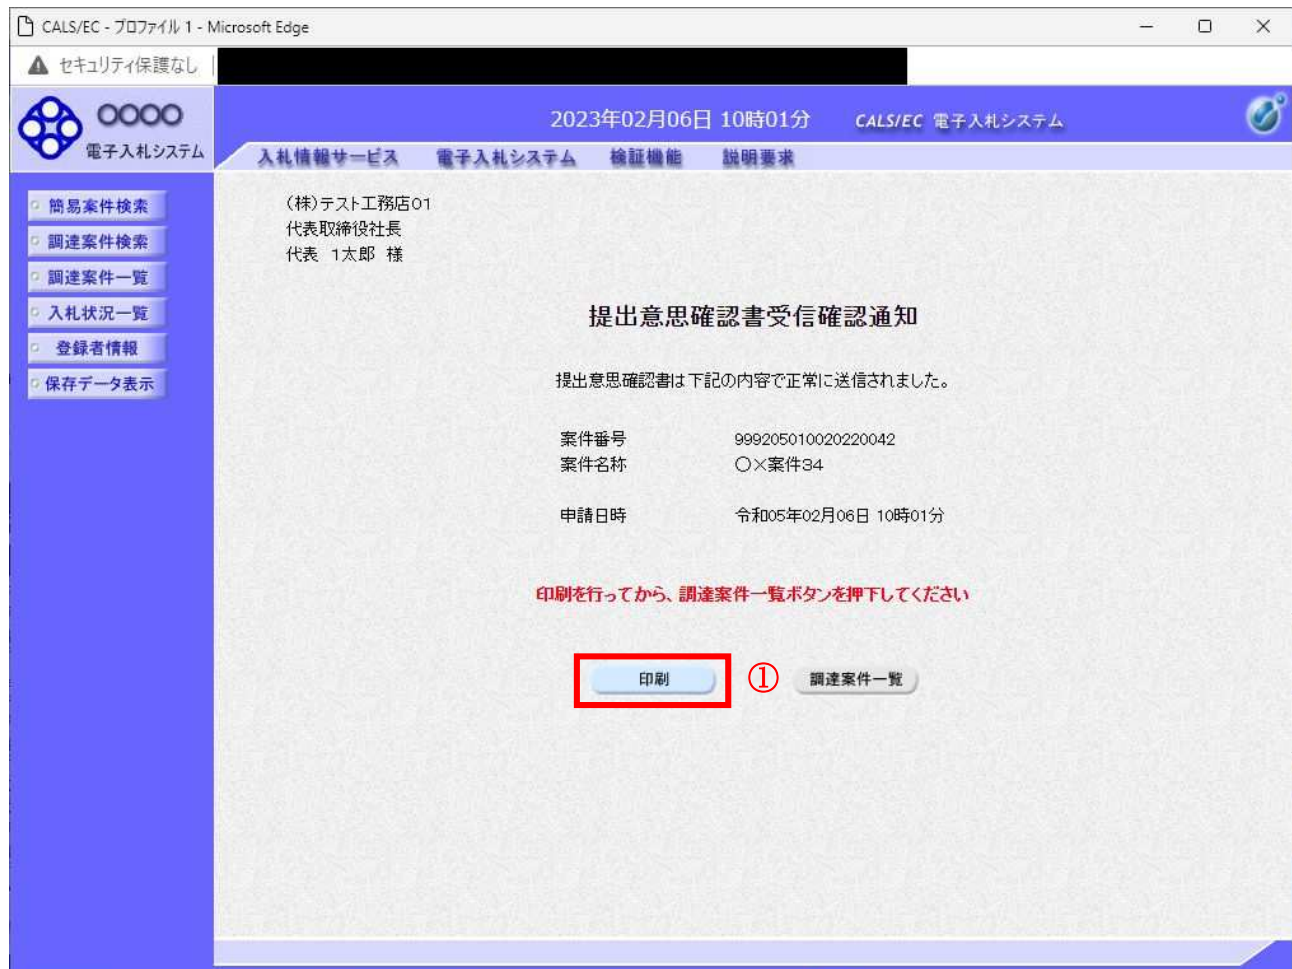 CALS/EC - プロファイル 1 - Microsoft Edge
セキュリティ保護なし
〇〇〇〇
電子入札システム
2023年02月06日 10時01分 CALS/EC 電子入札システム
入札情報サービス 電子入札システム 検証機能 説明要求
簡易案件検索
調達案件検索
調達案件一覧
入札状況一覧
登録者情報
保存データ表示
(株)テスト工務店01
代表取締役社長
代表 1太郎 様
提出意思確認書受信確認通知
提出意思確認書は下記の内容で正常に送信されました。
案件番号 999205010020220042
案件名称 〇×案件34
申請日時 令和05年02月06日 10時01分
印刷を行ってから、調達案件一覧ボタンを押下してください
印刷 ① 調達案件一覧